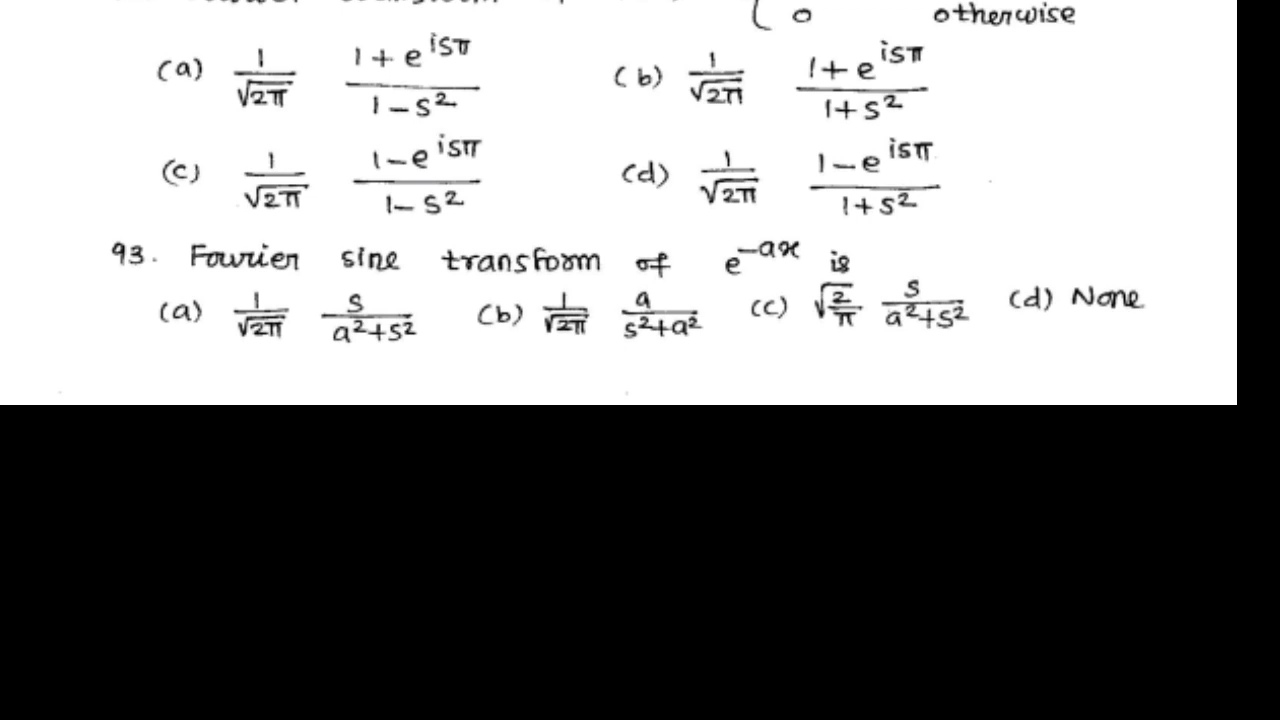 0 otherwise
(a) 1/√2π (1+e^isπ)/(1-s²) (b) 1/√2π (1+e^isπ)/(1+s²)
(c) 1/√2π (1-e^isπ)/(1-s²) (d) 1/√2π (1-e^isπ)/(1+s²)
93. Fourier sine transform of e^-ax is
(a) 1/√2π s/(a²+s²) (b) 1/√2π a/(s²+a²) (c) √(2/π) s/(a²+s²) (d) None